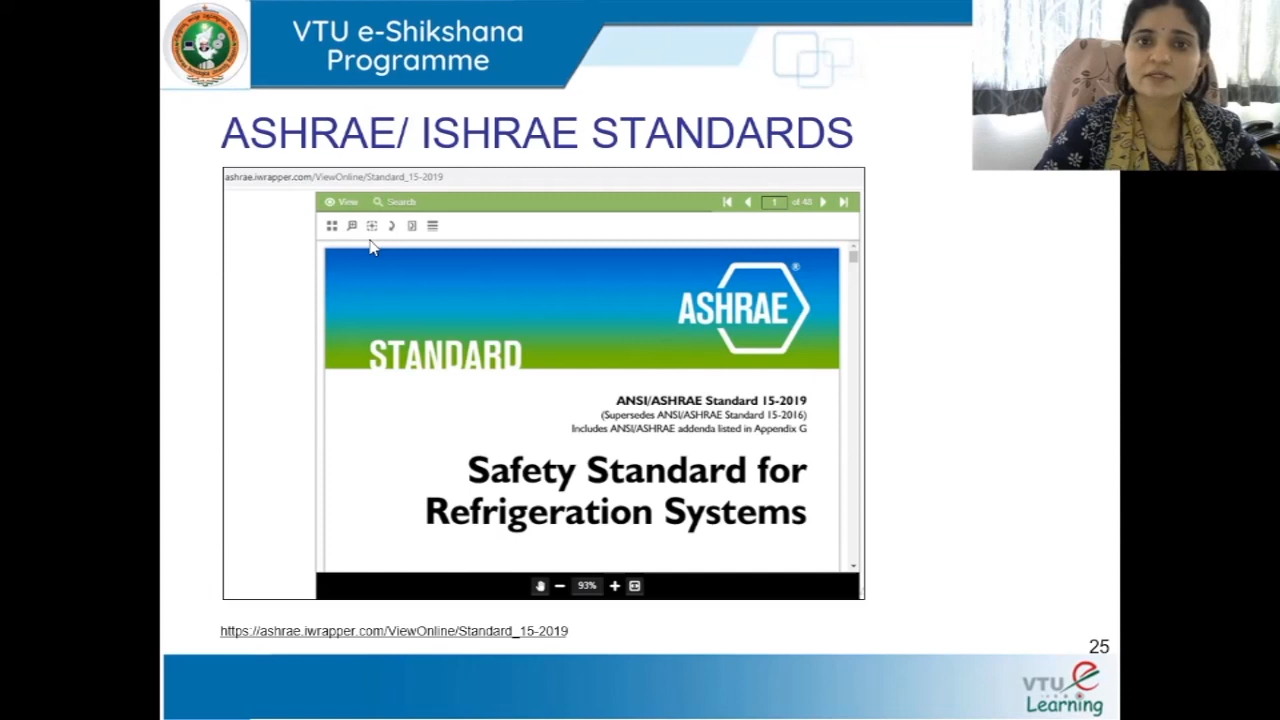 VTU e-Shikshana
Programme
ASHRAE/ ISHRAE STANDARDS
ashrae.iwrapper.com/ViewOnline/Standard_15-2019
View Search 1 of 48
ASHRAE®
STANDARD
ANSI/ASHRAE Standard 15-2019
(Supersedes ANSI/ASHRAE Standard 15-2016)
Includes ANSI/ASHRAE addenda listed in Appendix G
Safety Standard for
Refrigeration Systems
93%
https://ashrae.iwrapper.com/ViewOnline/Standard_15-2019
25
VTU e
Learning